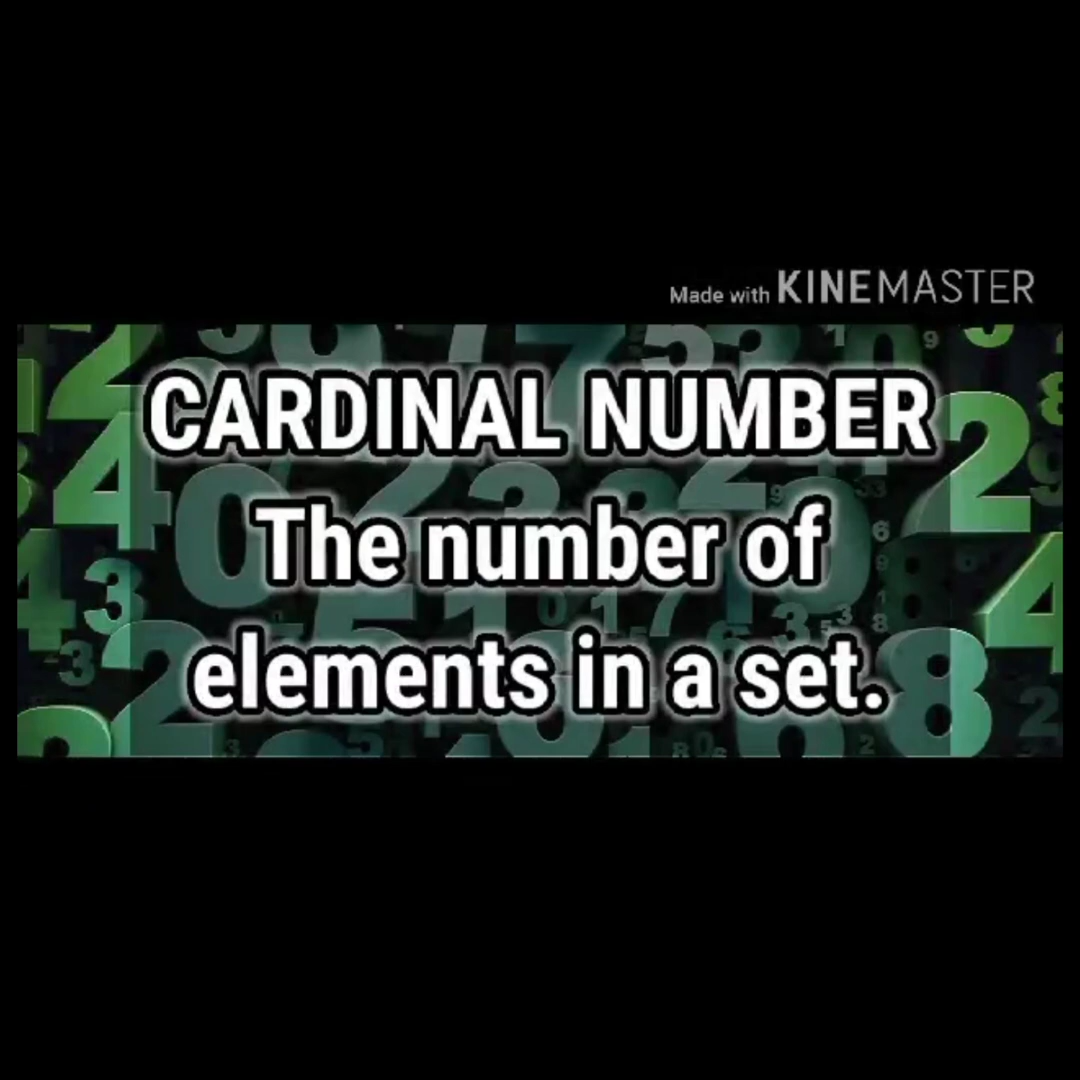 Made with KINEMASTER
CARDINAL NUMBER
The number of
elements in a set.